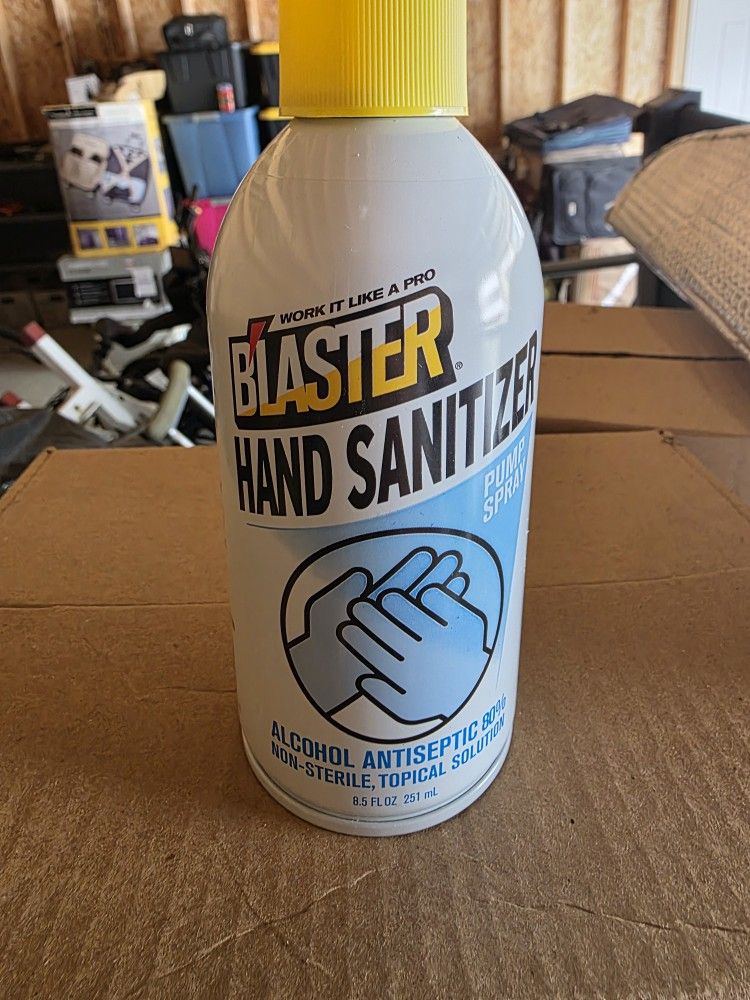 WORK IT LIKE A PRO
B'LASTER®
HAND SANITIZER
PUMP
SPRAY
ALCOHOL ANTISEPTIC 80%
NON-STERILE, TOPICAL SOLUTION
8.5 FL OZ 251 mL